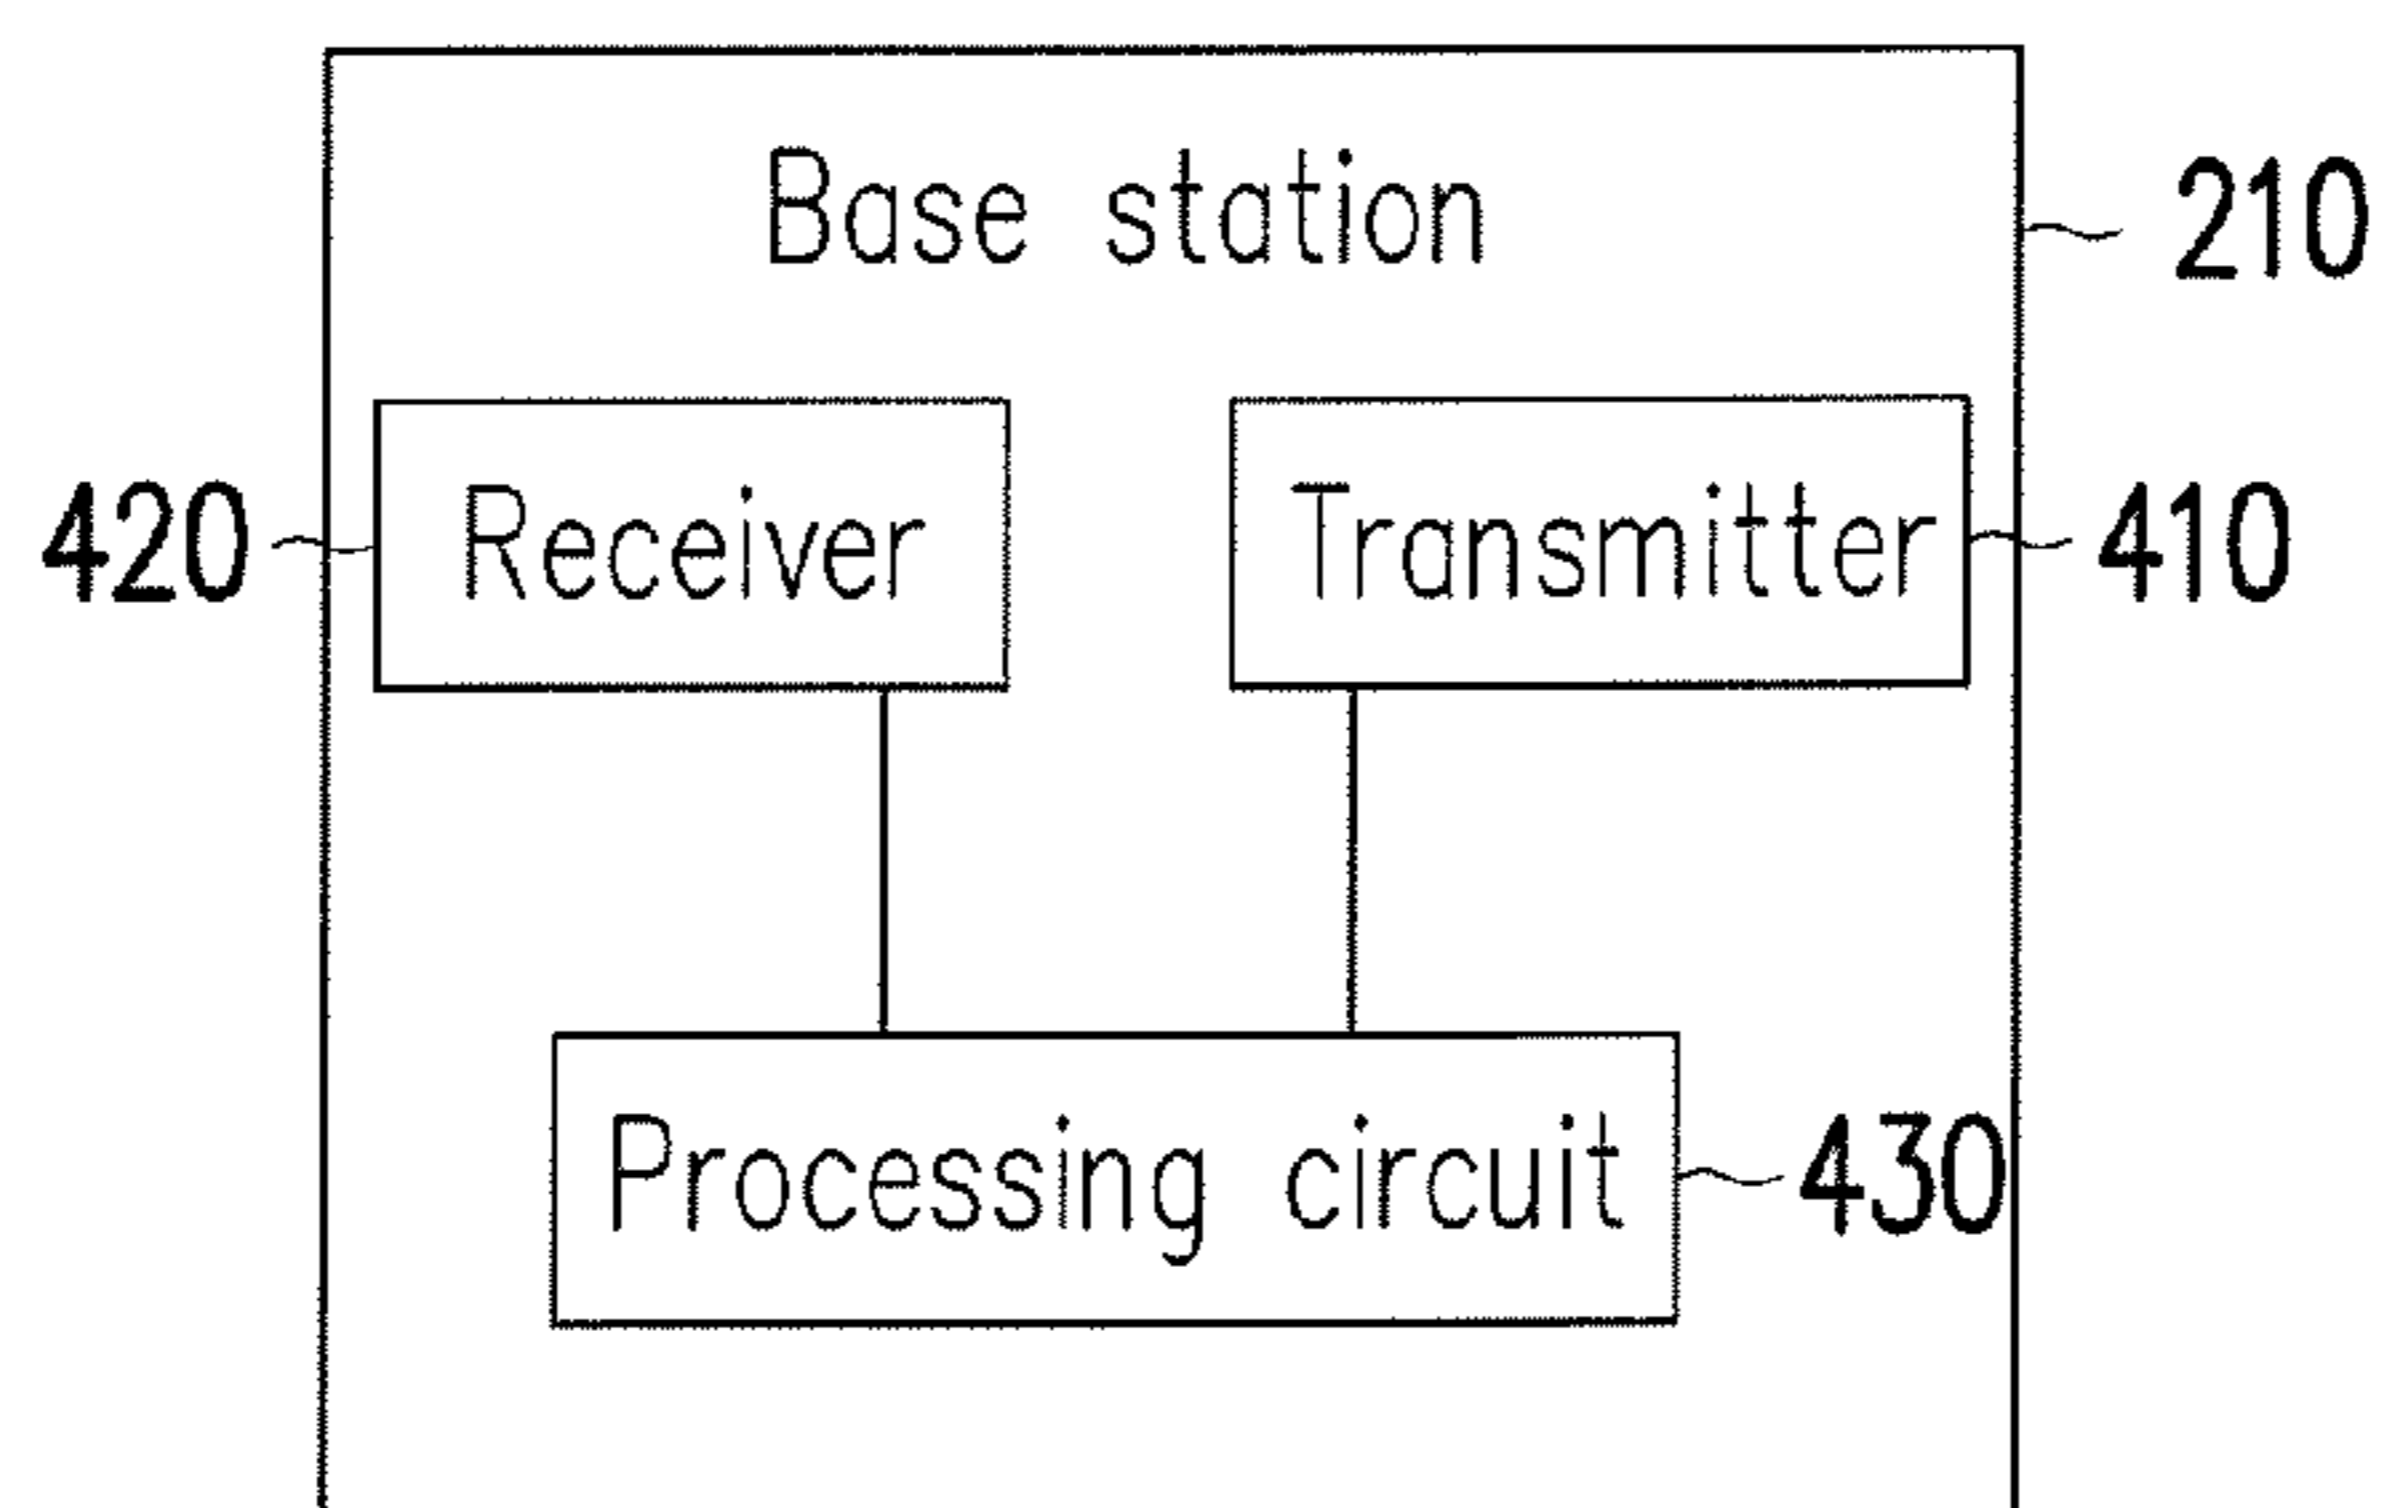 Base station 210
420 Receiver Transmitter 410
Processing circuit 430